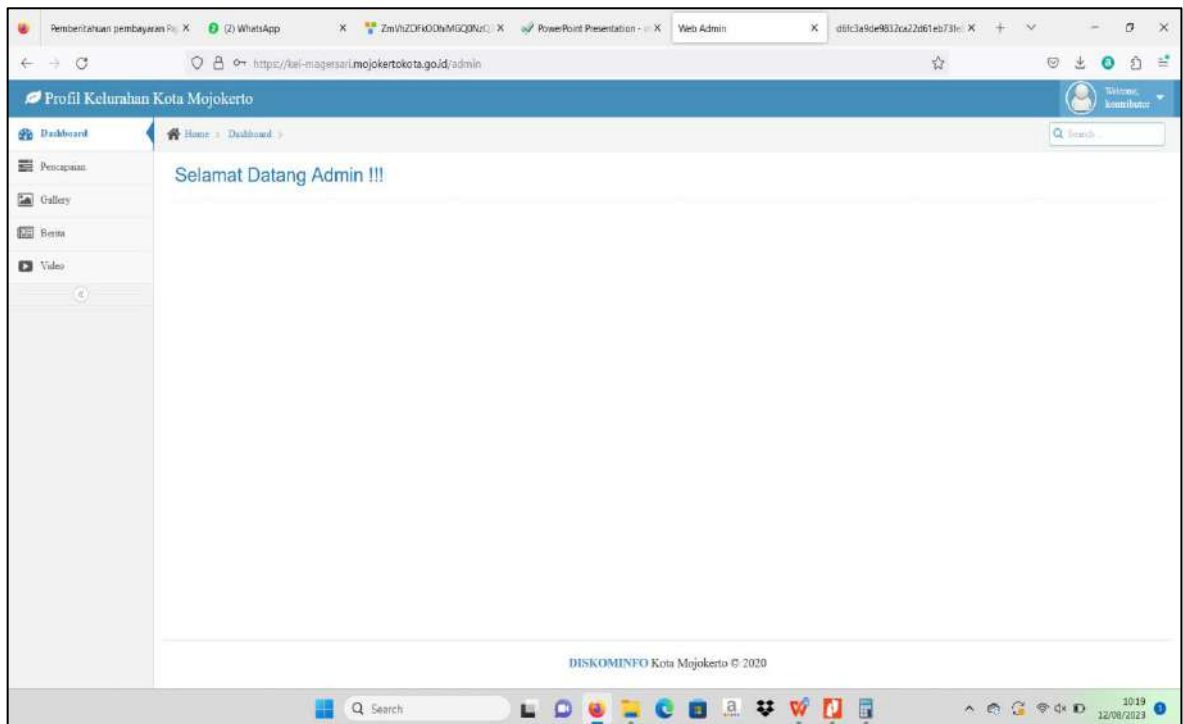 Pemberitahuan pembayaran
(2) WhatsApp
PowerPoint Presentation -
Web Admin
https://kel-magersari.mojokertokota.go.id/admin
Profil Kelurahan Kota Mojokerto
Welcome,
kontributor
Dashboard
Home > Dashboard >
Search ...
Pencapaian
Selamat Datang Admin !!!
Gallery
Berita
Video
DISKOMINFO Kota Mojokerto © 2020
Search
10:19
12/08/2023